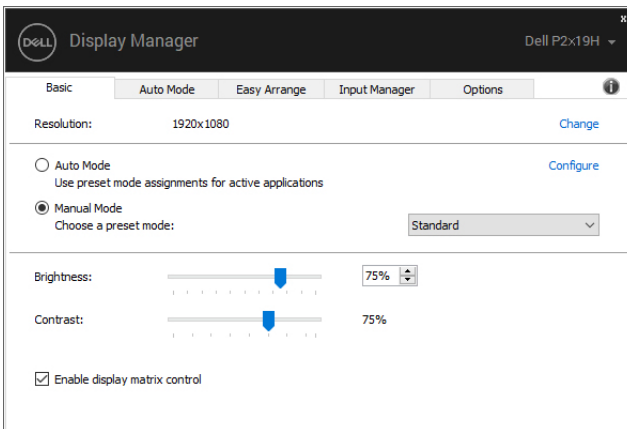 DELL Display Manager Dell P2x19H
Basic Auto Mode Easy Arrange Input Manager Options
Resolution: 1920x1080 Change
Auto Mode Configure
Use preset mode assignments for active applications
Manual Mode
Choose a preset mode: Standard
Brightness: 75%
Contrast: 75%
Enable display matrix control